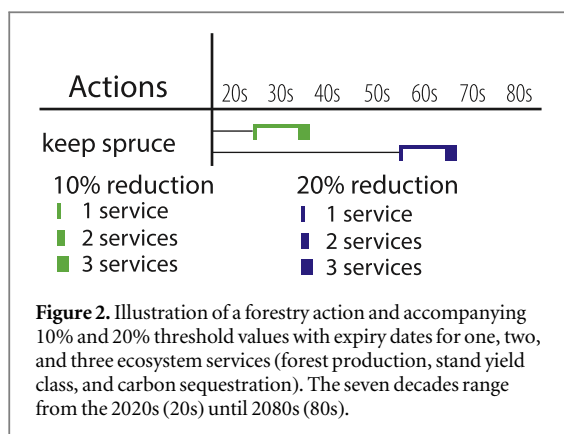 Actions 20s 30s 40s 50s 60s 70s 80s
keep spruce
10% reduction 20% reduction
1 service 1 service
2 services 2 services
3 services 3 services
Figure 2. Illustration of a forestry action and accompanying
10% and 20% threshold values with expiry dates for one, two,
and three ecosystem services (forest production, stand yield
class, and carbon sequestration). The seven decades range
from the 2020s (20s) until 2080s (80s).